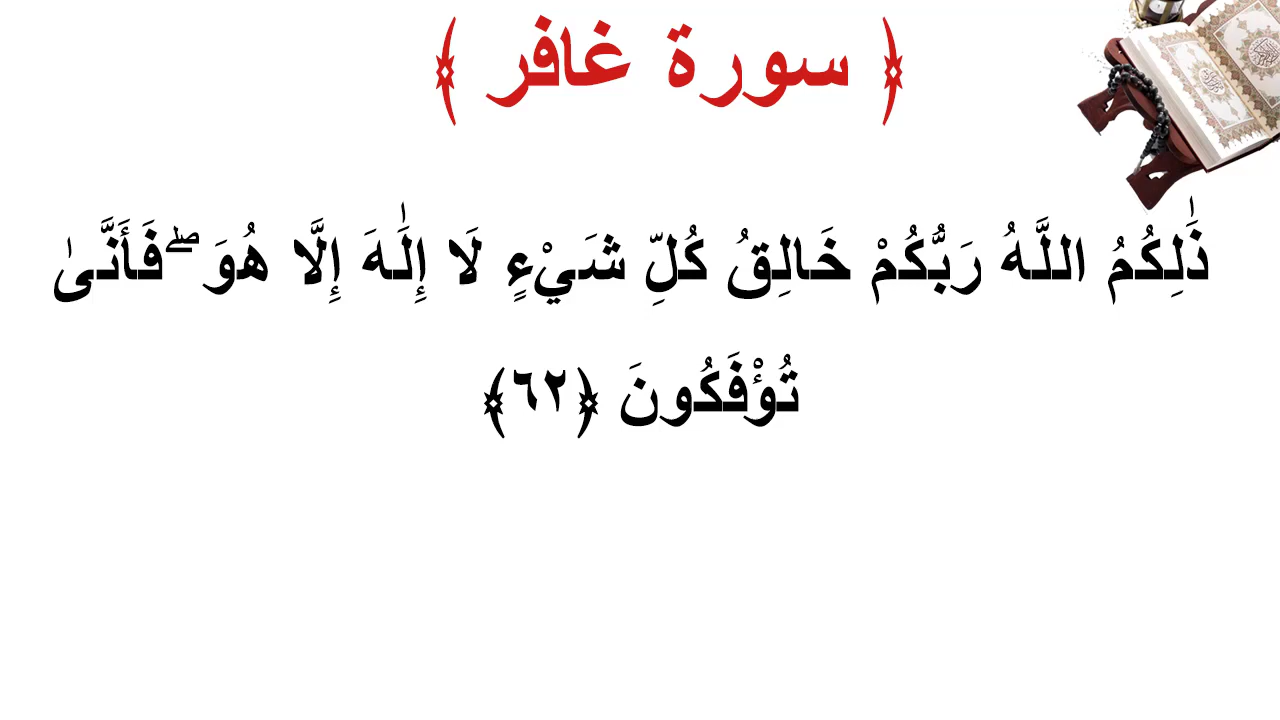 ﴿ سورة غافر ﴾
ذَٰلِكُمُ اللَّهُ رَبُّكُمْ خَالِقُ كُلِّ شَيْءٍ لَا إِلَٰهَ إِلَّا هُوَ ۖ فَأَنَّىٰ
تُؤْفَكُونَ ﴿٦٢﴾